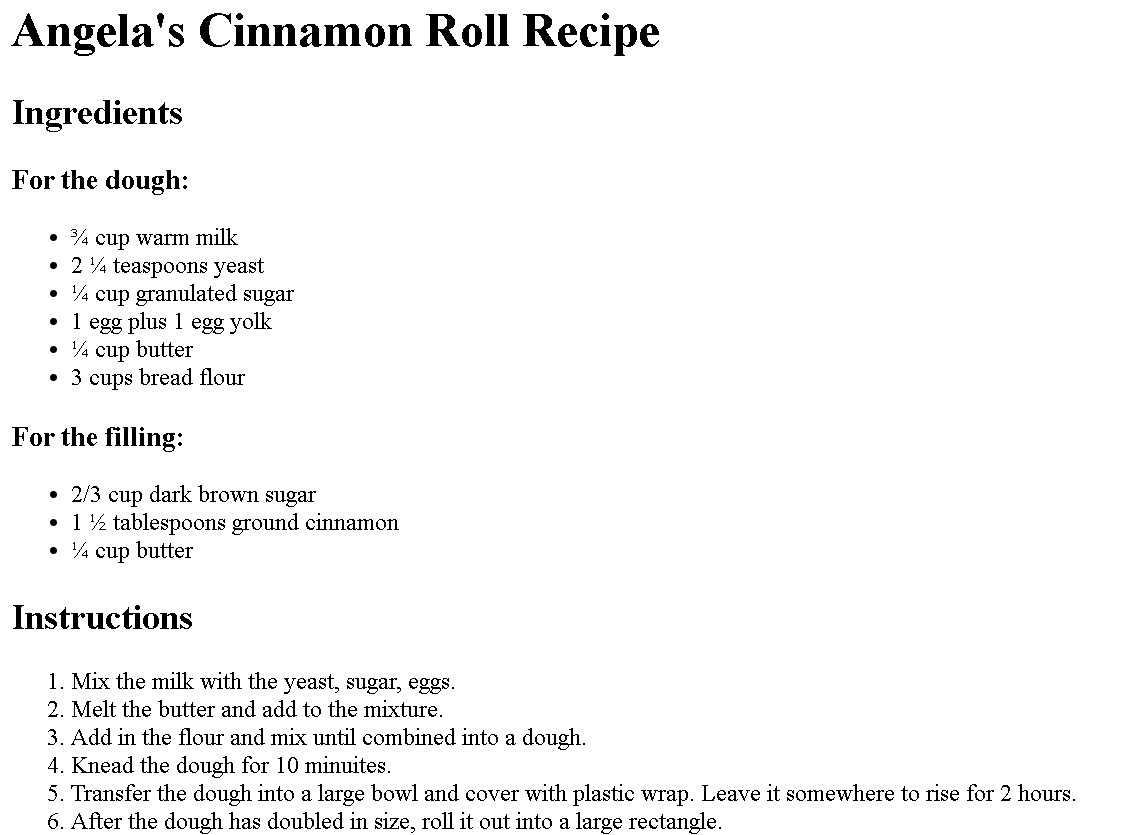 Angela's Cinnamon Roll Recipe
Ingredients
For the dough:
• ¾ cup warm milk
• 2 ¼ teaspoons yeast
• ¼ cup granulated sugar
• 1 egg plus 1 egg yolk
• ¼ cup butter
• 3 cups bread flour
For the filling:
• 2/3 cup dark brown sugar
• 1 ½ tablespoons ground cinnamon
• ¼ cup butter
Instructions
1. Mix the milk with the yeast, sugar, eggs.
2. Melt the butter and add to the mixture.
3. Add in the flour and mix until combined into a dough.
4. Knead the dough for 10 minuites.
5. Transfer the dough into a large bowl and cover with plastic wrap. Leave it somewhere to rise for 2 hours.
6. After the dough has doubled in size, roll it out into a large rectangle.